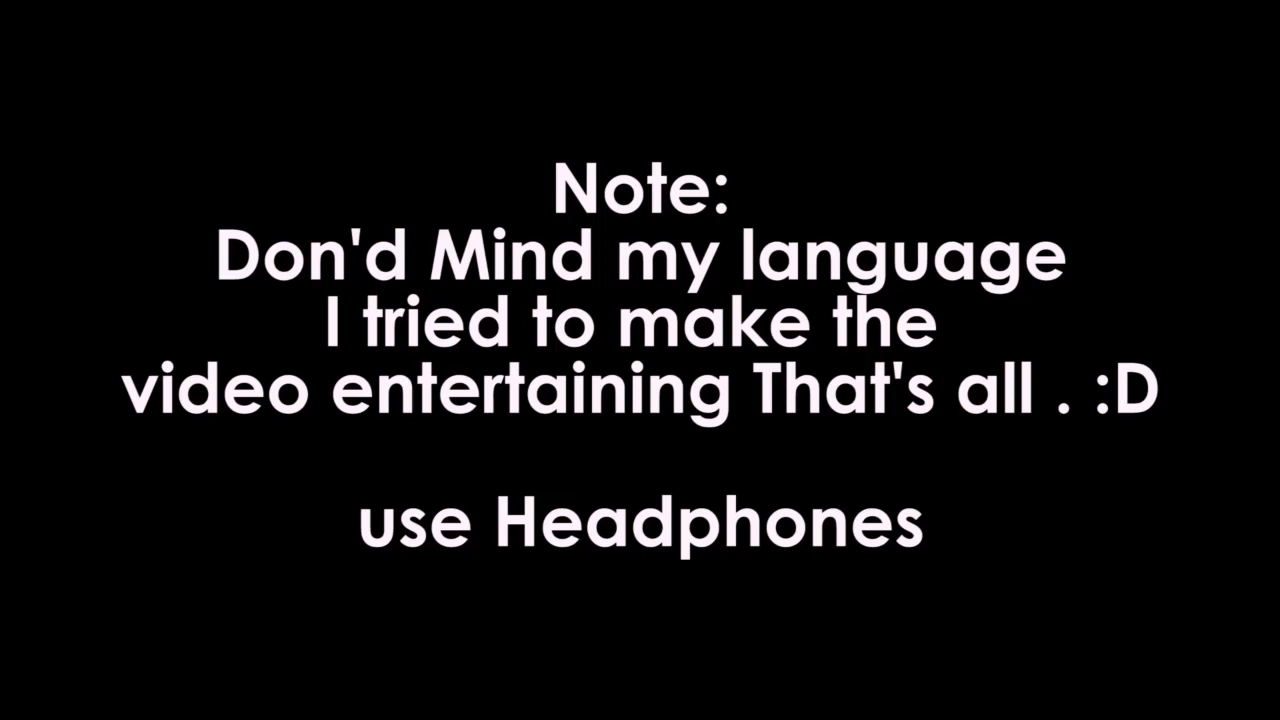 Note:
Don'd Mind my language
I tried to make the
video entertaining That's all . :D
use Headphones